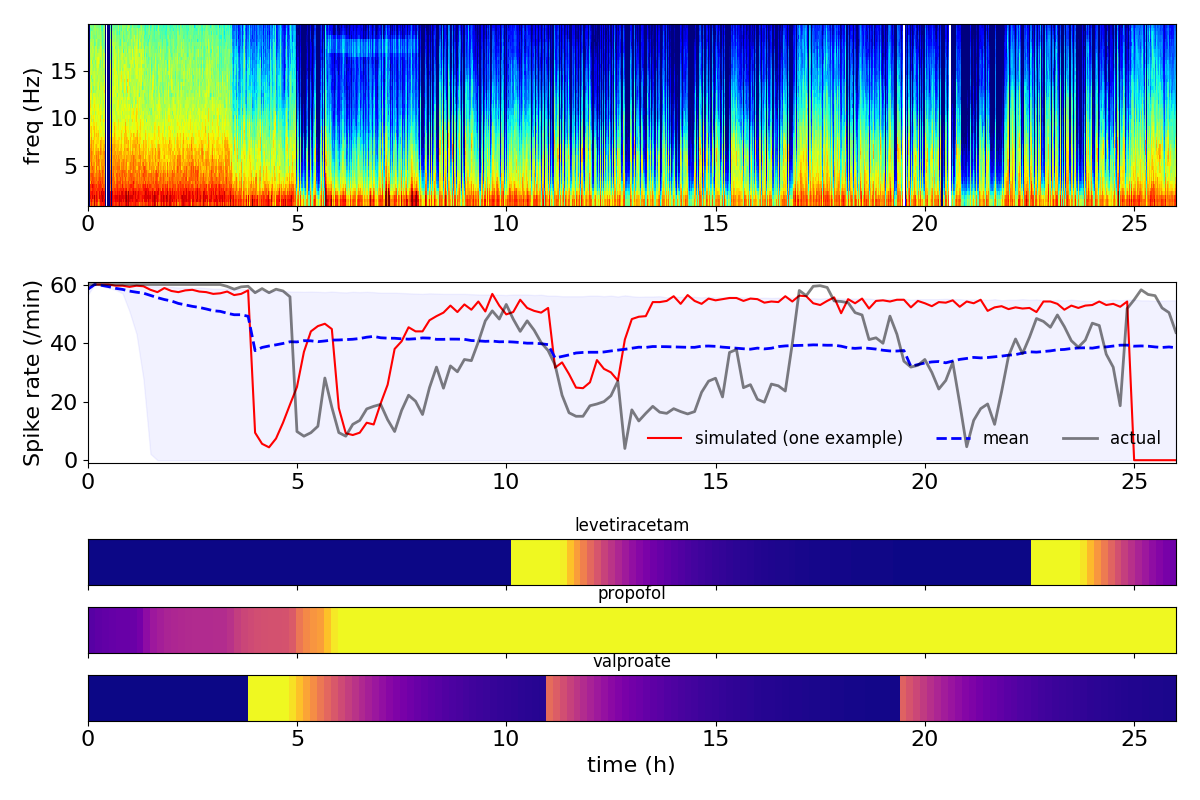 freq (Hz)
15
10
5
0 5 10 15 20 25
Spike rate (/min)
60
40
20
0
simulated (one example) mean actual
0 5 10 15 20 25
levetiracetam
propofol
valproate
0 5 10 15 20 25
time (h)